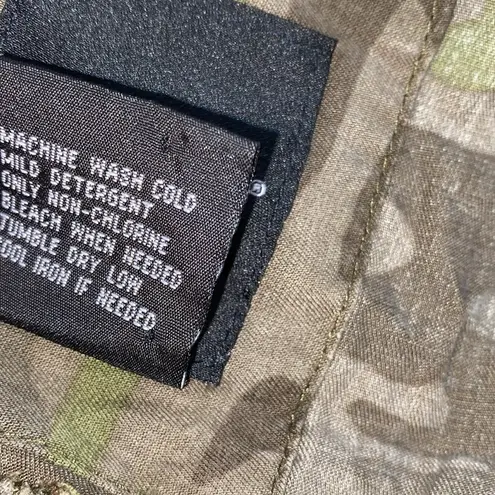 MACHINE WASH COLD
MILD DETERGENT
ONLY NON-CHLORINE
BLEACH WHEN NEEDED
TUMBLE DRY LOW
COOL IRON IF NEEDED